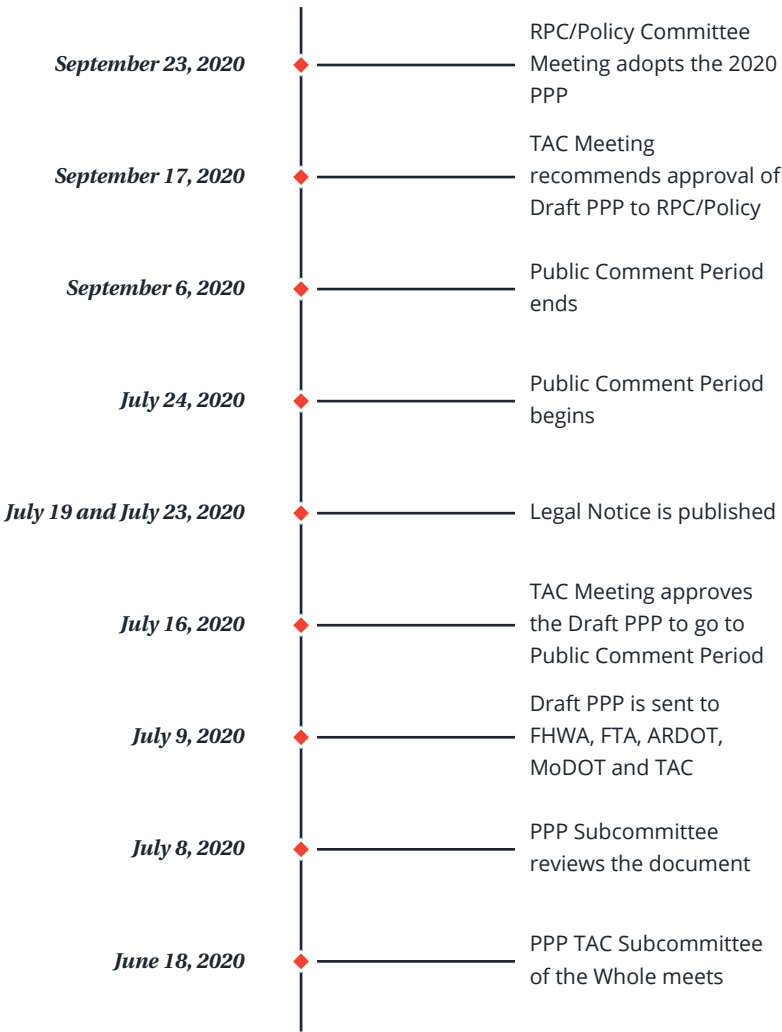 September 23, 2020
RPC/Policy Committee
Meeting adopts the 2020
PPP
September 17, 2020
TAC Meeting
recommends approval of
Draft PPP to RPC/Policy
September 6, 2020
Public Comment Period
ends
July 24, 2020
Public Comment Period
begins
July 19 and July 23, 2020
Legal Notice is published
July 16, 2020
TAC Meeting approves
the Draft PPP to go to
Public Comment Period
July 9, 2020
Draft PPP is sent to
FHWA, FTA, ARDOT,
MoDOT and TAC
July 8, 2020
PPP Subcommittee
reviews the document
June 18, 2020
PPP TAC Subcommittee
of the Whole meets